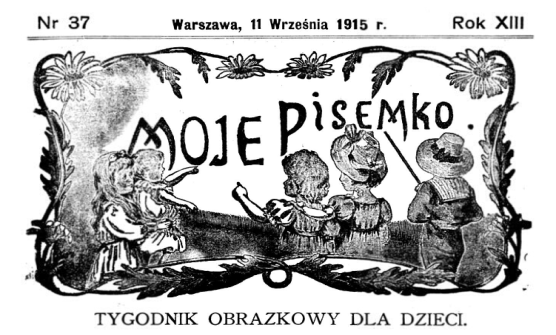 Nr 37
Warszawa, 11 Września 1915 r.
Rok XIII
MOJE PISEMKO.
TYGODNIK OBRAZKOWY DLA DZIECI.